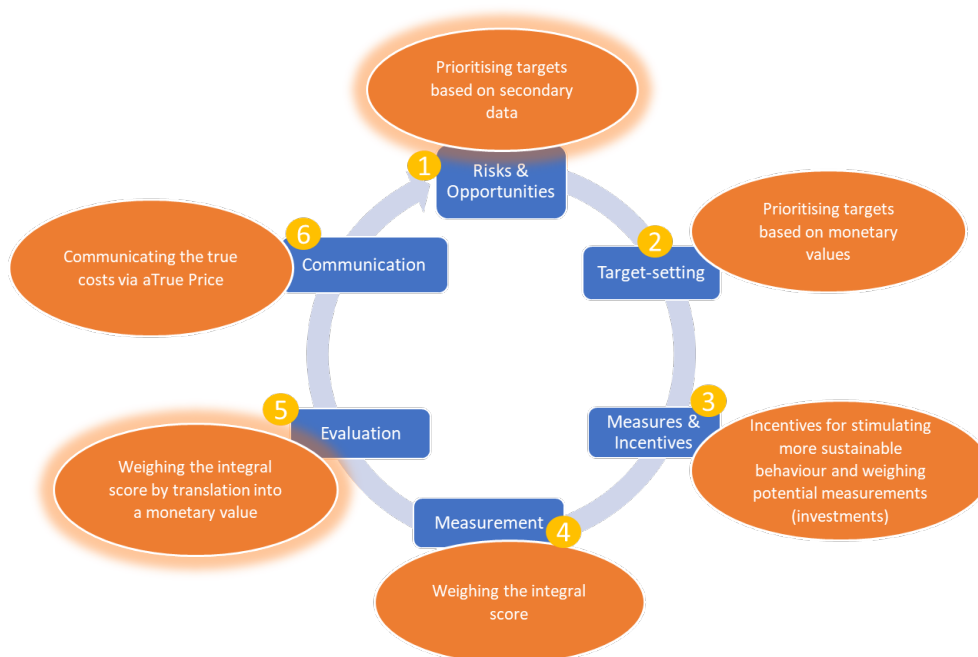 Prioritising targets
based on secondary
data
1
Risks &
Opportunities
2
Target-setting
Prioritising targets
based on monetary
values
3
Measures &
Incentives
Incentives for stimulating
more sustainable
behaviour and weighing
potential measurements
(investments)
4
Measurement
Weighing the integral
score
5
Evaluation
Weighing the integral
score by translation into
a monetary value
6
Communication
Communicating the true
costs via aTrue Price